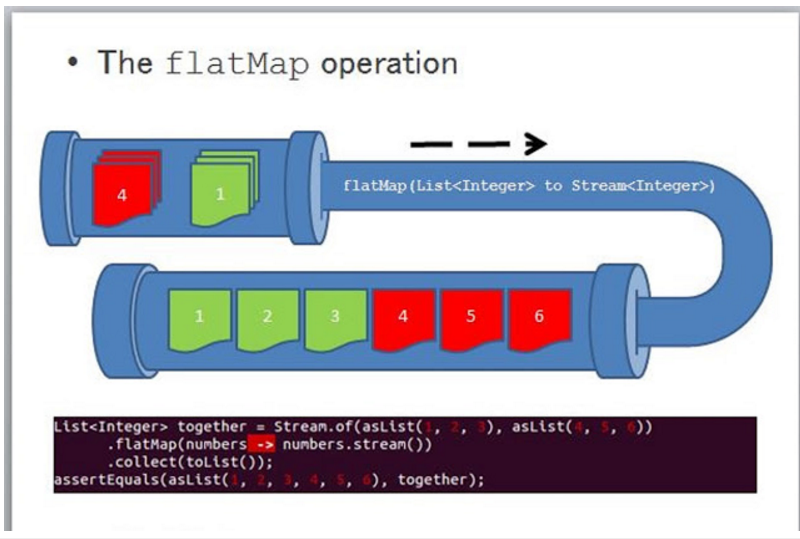 • The flatMap operation
4 1
flatMap(List<Integer> to Stream<Integer>)
1 2 3 4 5 6
List<Integer> together = Stream.of(asList(1, 2, 3), asList(4, 5, 6))
.flatMap(numbers -> numbers.stream())
.collect(toList());
assertEquals(asList(1, 2, 3, 4, 5, 6), together);